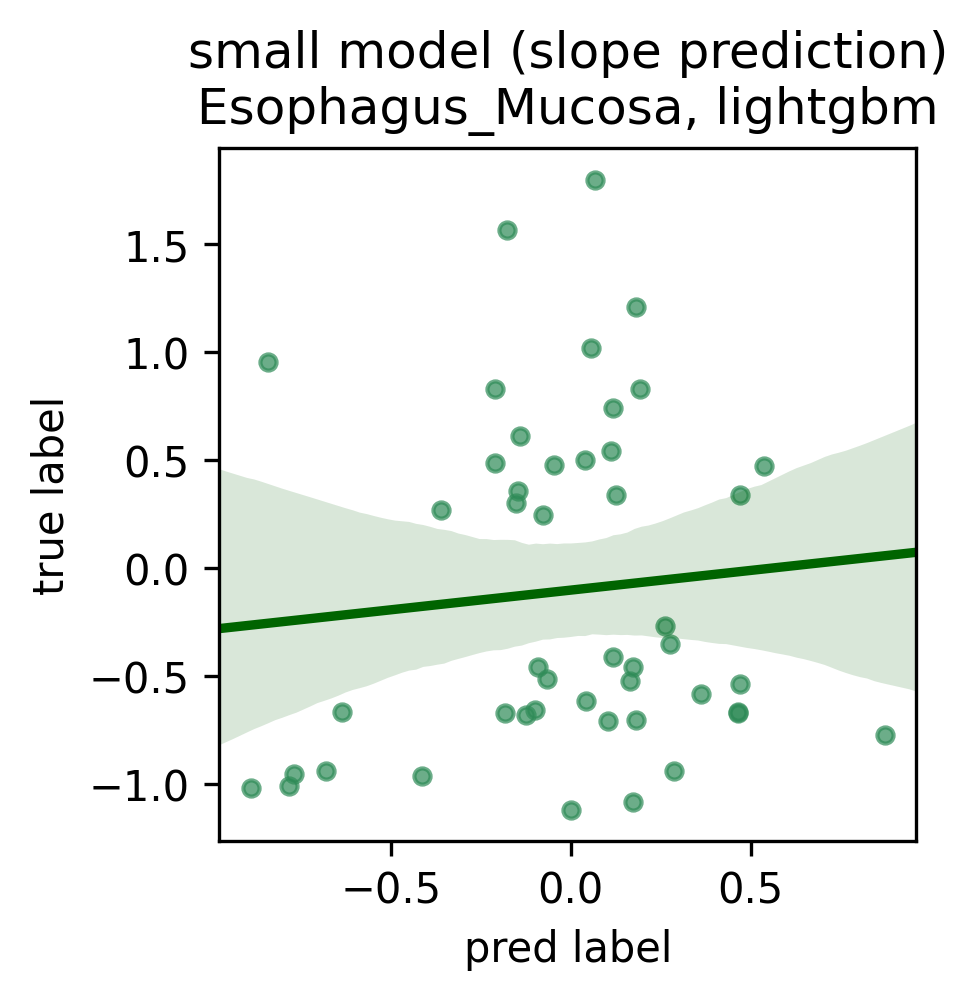 small model (slope prediction)
Esophagus_Mucosa, lightgbm
true label
1.5
1.0
0.5
0.0
−0.5
−1.0
−0.5
0.0
0.5
pred label